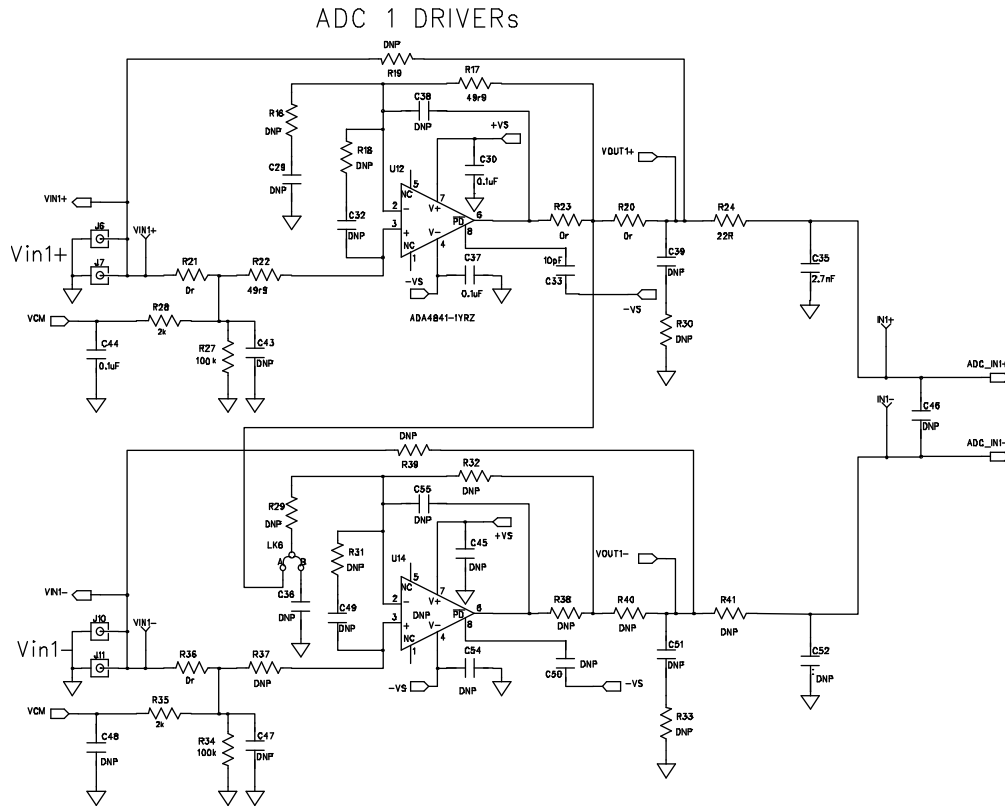 ADC 1 DRIVERs
DNP
R19
R17
49r9
C38
DNP
R16
DNP
R18
DNP
C29
DNP
C32
DNP
+VS
C30
0.1uF
U12
NC
5
7
V+
2
3
PD
6
8
V-
4
NC
1
-VS
C37
0.1uF
ADA4841-1YRZ
10pF
C33
-VS
R23
0r
R20
0r
VOUT1+
R24
22R
C39
DNP
R30
DNP
C35
2.7nF
VIN1+
J6
Vin1+
J7
VIN1+
R21
0r
R22
49r9
VCM
R28
2k
C44
0.1uF
R27
100k
C43
DNP
IN1+
ADC_IN1+
C46
DNP
IN1-
ADC_IN1-
DNP
R39
R32
DNP
C55
DNP
R29
DNP
LK6
A
B
C36
DNP
R31
DNP
C49
DNP
+VS
C45
DNP
U14
NC
5
7
V+
DNP
2
3
PD
6
8
V-
4
NC
1
-VS
C54
DNP
DNP
C50
-VS
R38
DNP
R40
DNP
VOUT1-
R41
DNP
C51
DNP
R33
DNP
C52
DNP
VIN1-
J10
Vin1-
J11
VIN1-
R36
0r
R37
DNP
VCM
R35
2k
C48
DNP
R34
100k
C47
DNP